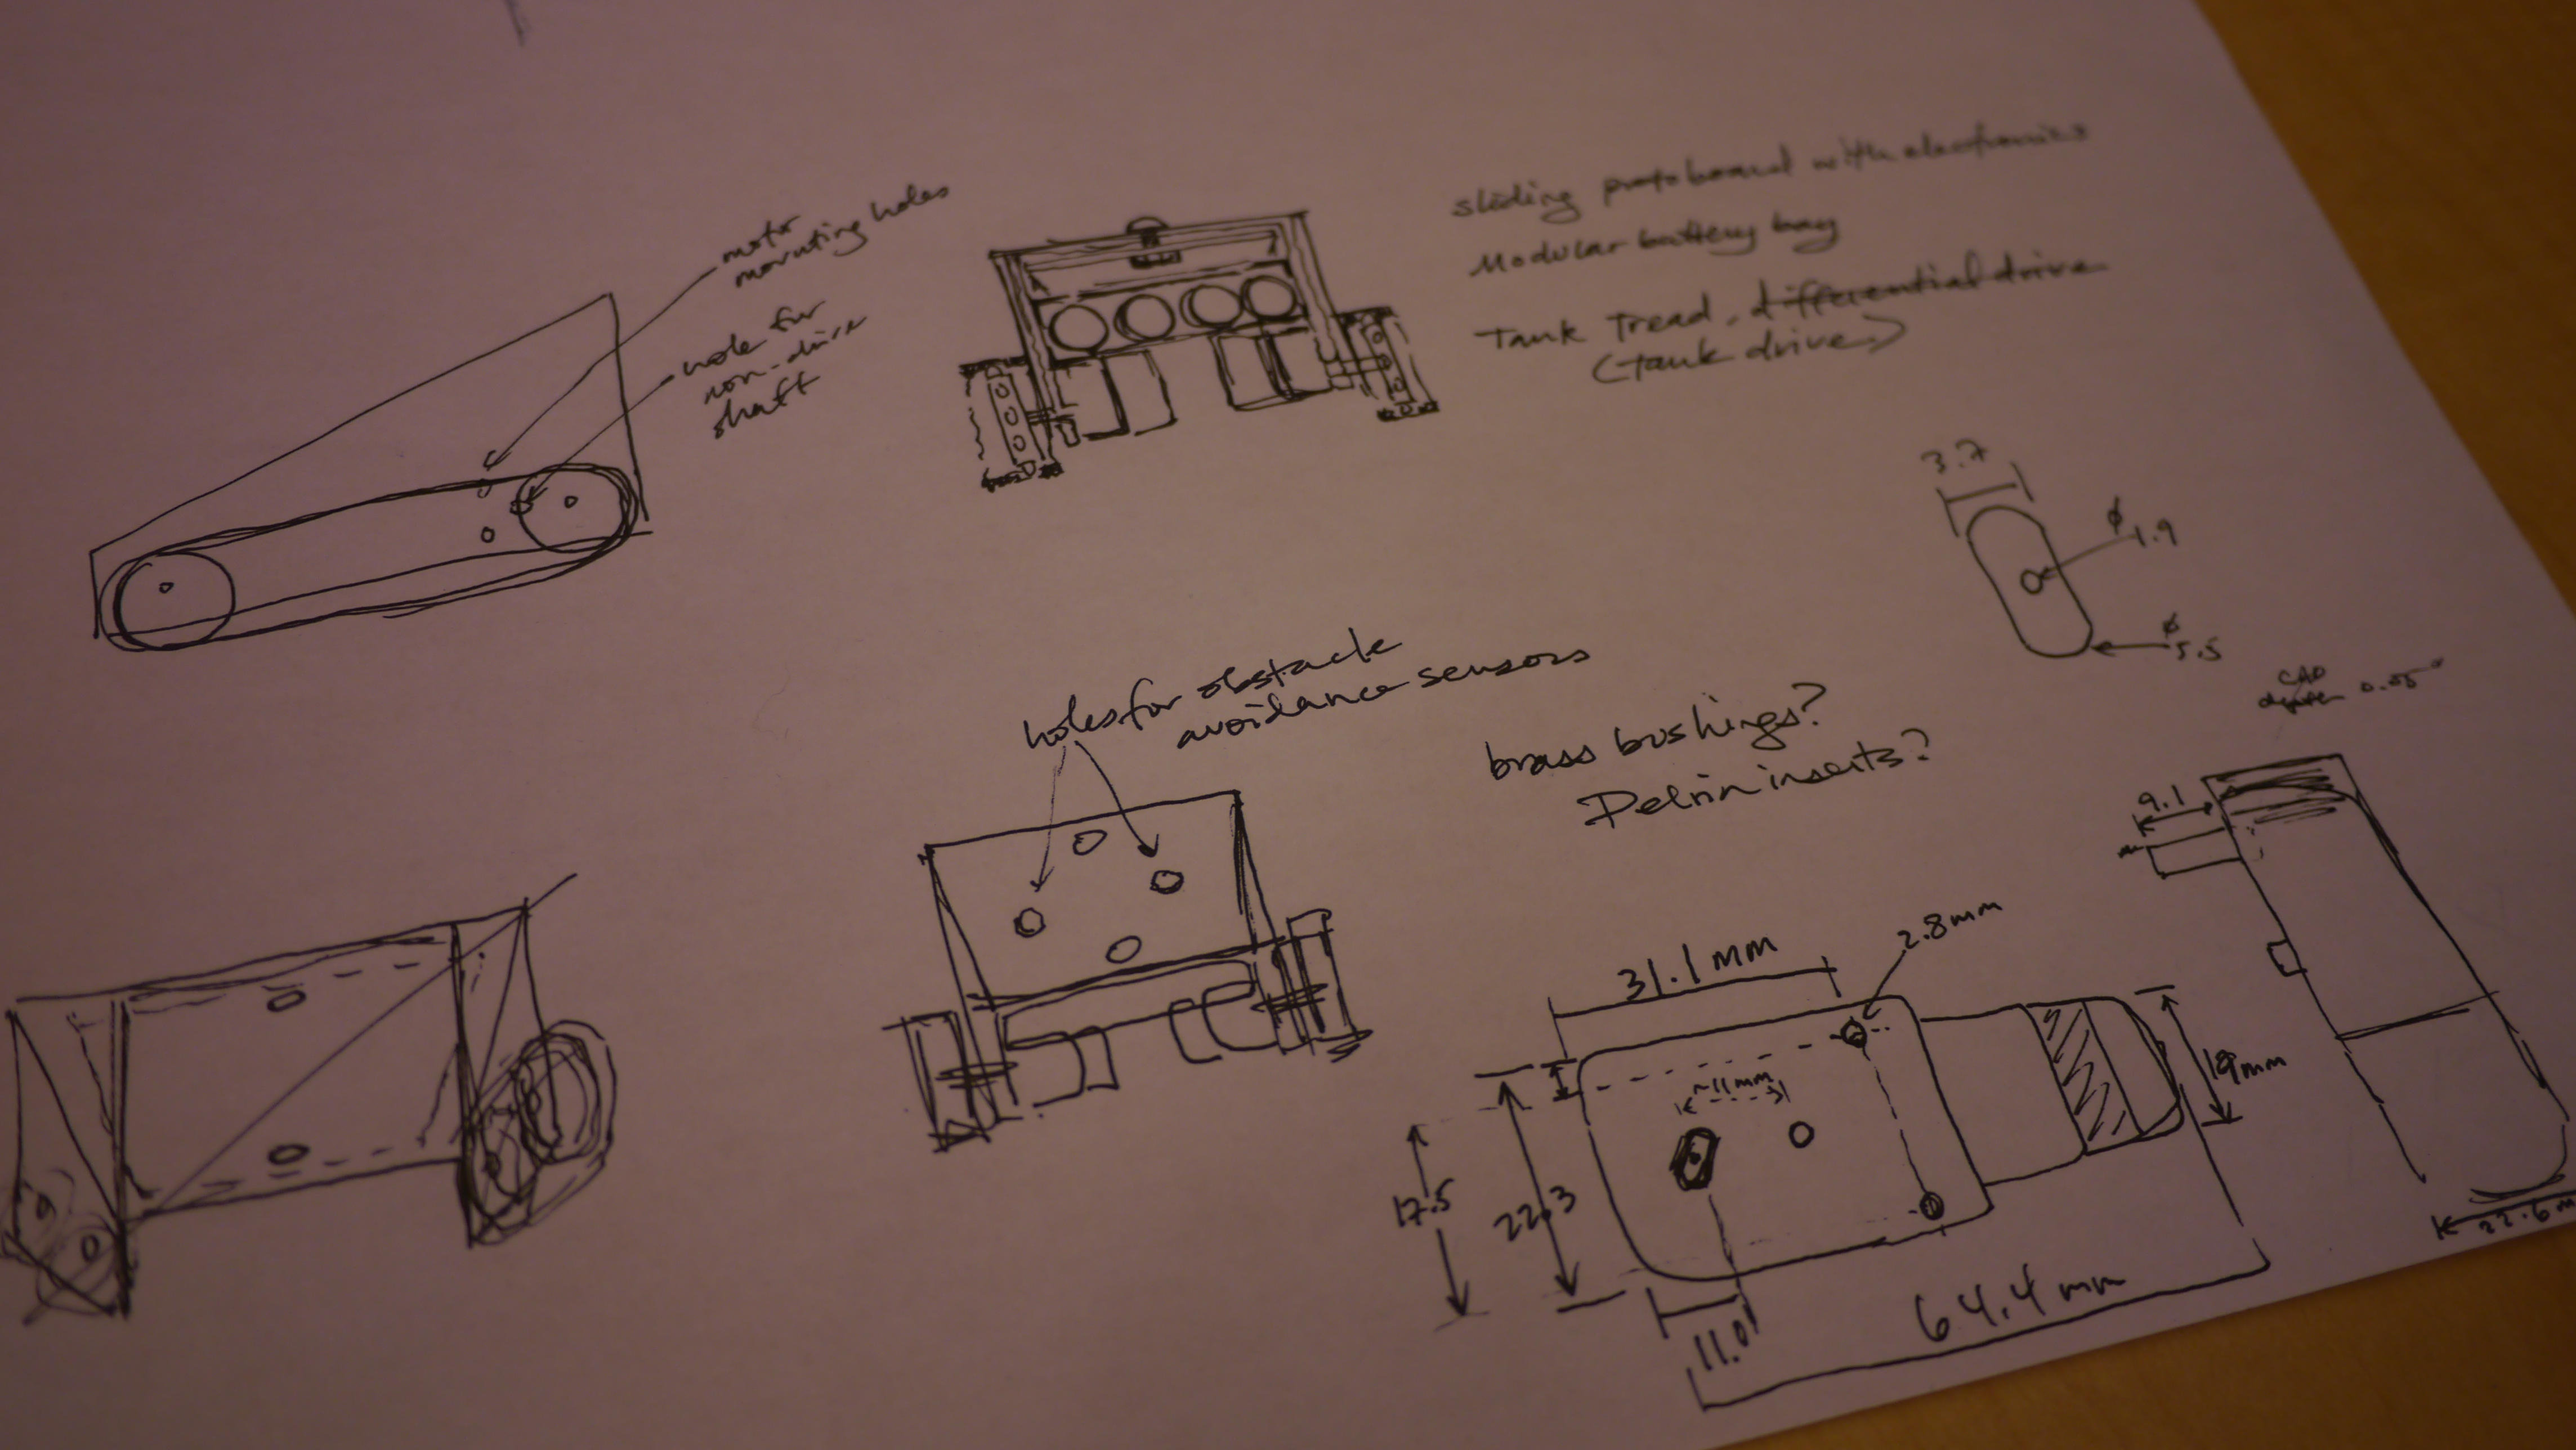 motor
mounting holes
hole for
non-drive
shaft
sliding protoboard with electronics
Modular battery bay
Tank Tread, differential drive
(tank drive)
3.7
ø
1.9
ø
5.5
holes for obstacle
avoidance sensors
brass bushings?
Delrin inserts?
CAD
0.05"
9.1
31.1 mm
2.8mm
~11mm
19mm
17.5
22.3
11.0
64.4 mm
22.6 m